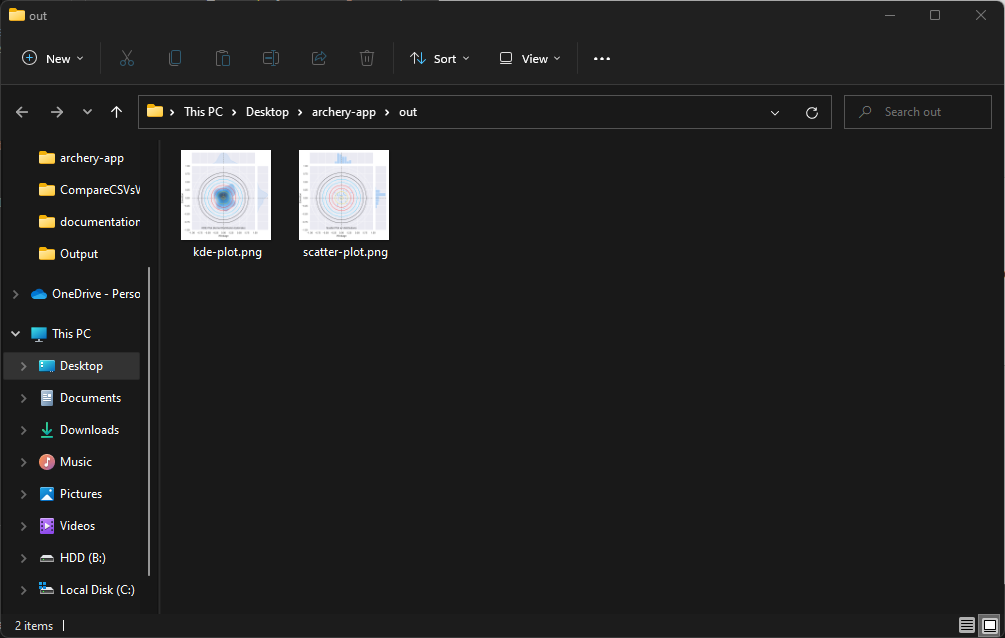 out
New
Sort
View
This PC
Desktop
archery-app
out
Search out
archery-app
CompareCSVsV
documentation
Output
OneDrive - Perso
This PC
Desktop
Documents
Downloads
Music
Pictures
Videos
HDD (B:)
Local Disk (C:)
kde-plot.png
scatter-plot.png
2 items